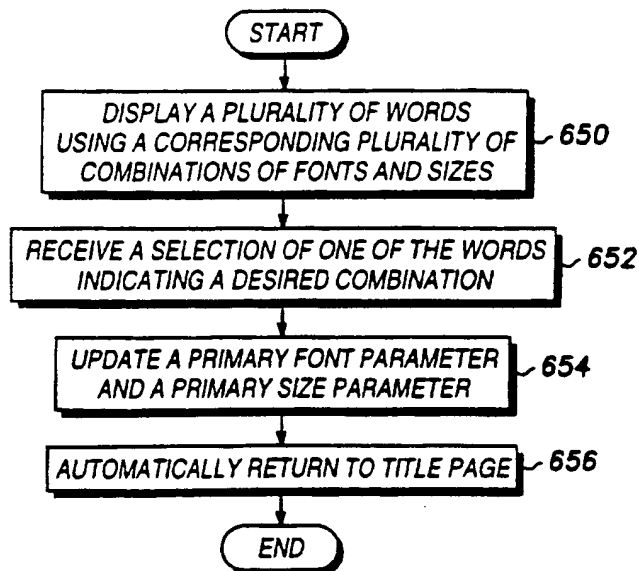 START
DISPLAY A PLURALITY OF WORDS
USING A CORRESPONDING PLURALITY OF
COMBINATIONS OF FONTS AND SIZES
650
RECEIVE A SELECTION OF ONE OF THE WORDS
INDICATING A DESIRED COMBINATION
652
UPDATE A PRIMARY FONT PARAMETER
AND A PRIMARY SIZE PARAMETER
654
AUTOMATICALLY RETURN TO TITLE PAGE
656
END